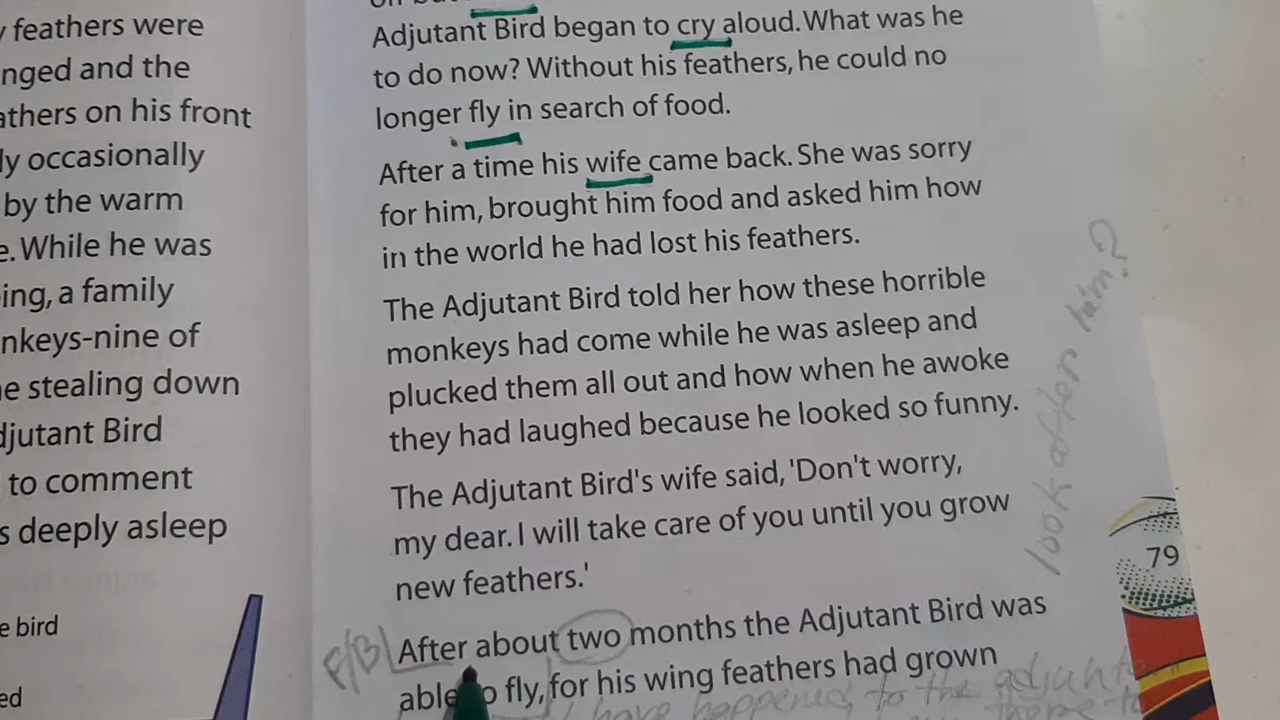 y feathers were
nged and the
athers on his front
ly occasionally
by the warm
e. While he was
ing, a family
nkeys-nine of
e stealing down
djutant Bird
to comment
s deeply asleep
e bird
ed
Adjutant Bird began to cry aloud. What was he
to do now? Without his feathers, he could no
longer fly in search of food.
After a time his wife came back. She was sorry
for him, brought him food and asked him how
in the world he had lost his feathers.
The Adjutant Bird told her how these horrible
monkeys had come while he was asleep and
plucked them all out and how when he awoke
they had laughed because he looked so funny.
The Adjutant Bird's wife said, 'Don't worry,
my dear. I will take care of you until you grow
new feathers.'
F/B After about two months the Adjutant Bird was
able to fly, for his wing feathers had grown
have happened to the adjutant
look after him?
79